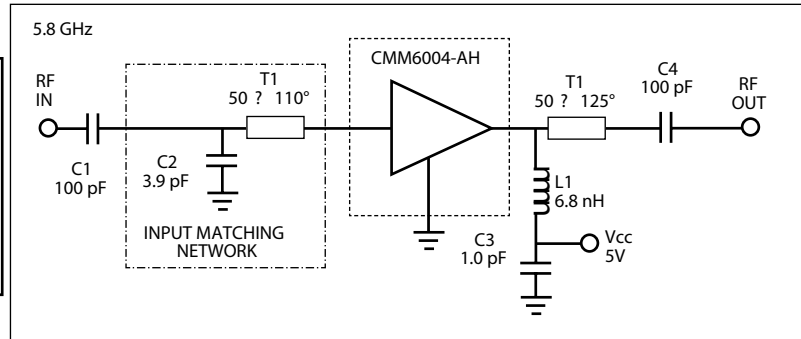 5.8 GHz
CMM6004-AH
RF
IN
T1
50 ? 110°
T1
50 ? 125°
C4
100 pF
RF
OUT
C1
100 pF
C2
3.9 pF
L1
6.8 nH
INPUT MATCHING
NETWORK
C3
1.0 pF
Vcc
5V